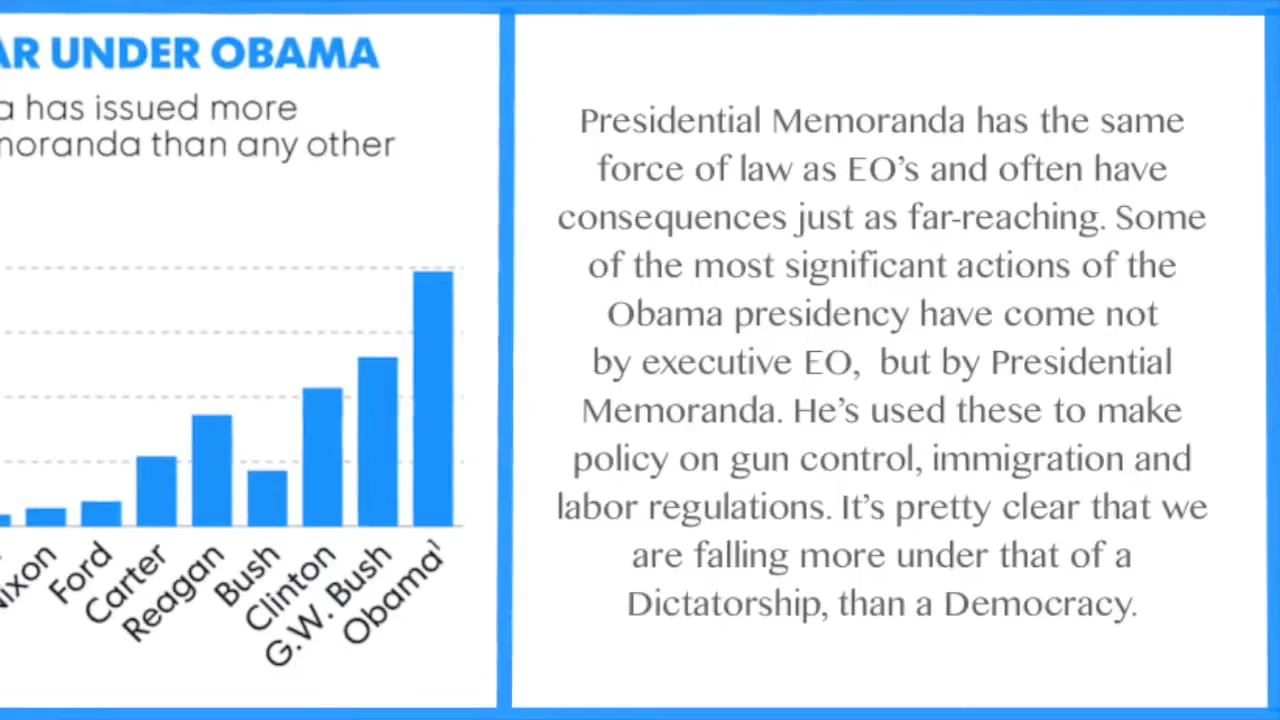 AR UNDER OBAMA
a has issued more
moranda than any other
Nixon
Ford
Carter
Reagan
Bush
Clinton
G.W. Bush
Obama¹
Presidential Memoranda has the same
force of law as EO’s and often have
consequences just as far-reaching. Some
of the most significant actions of the
Obama presidency have come not
by executive EO,  but by Presidential
Memoranda. He’s used these to make
policy on gun control, immigration and
labor regulations. It’s pretty clear that we
are falling more under that of a
Dictatorship, than a Democracy.